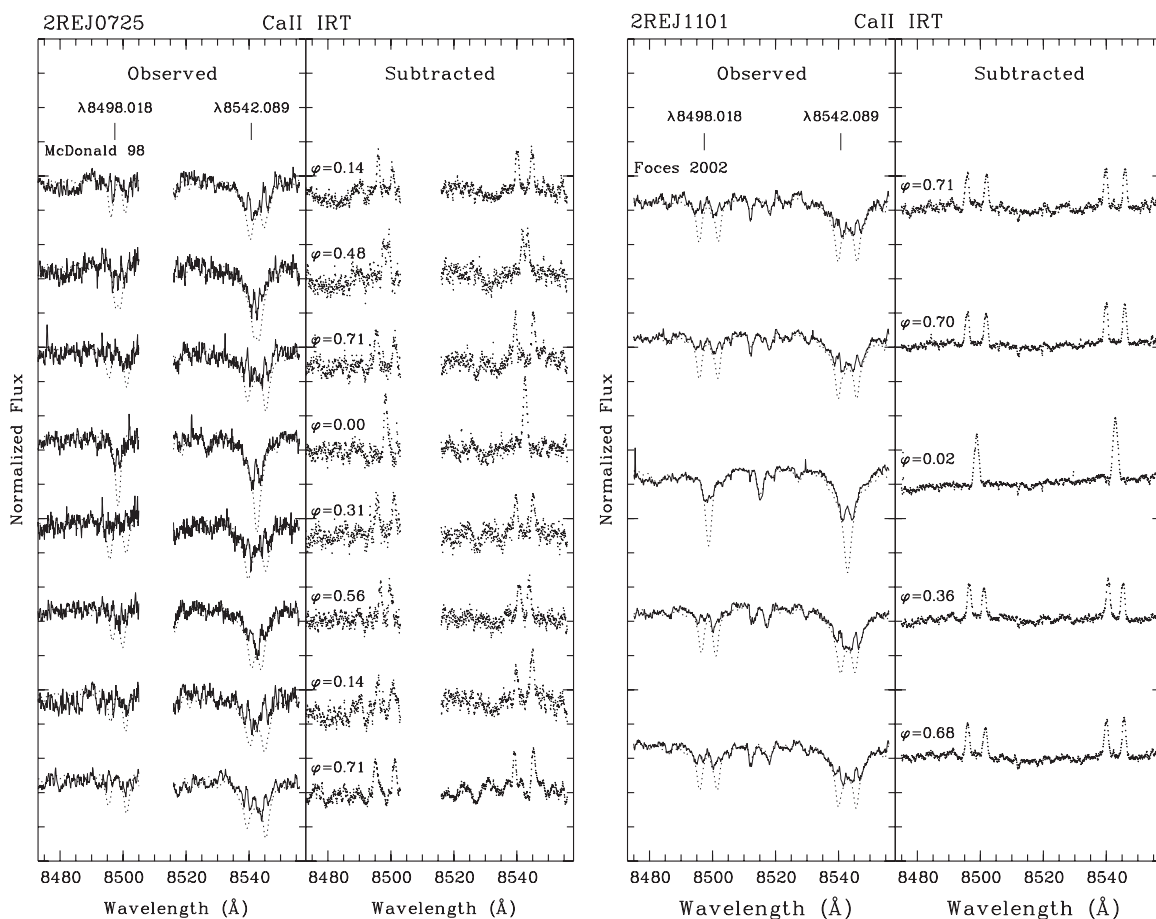 2REJ0725 CaII IRT
Observed Subtracted
λ8498.018 λ8542.089
McDonald 98
φ=0.14
φ=0.48
φ=0.71
φ=0.00
φ=0.31
φ=0.56
φ=0.14
φ=0.71
Normalized Flux
8480 8500 8520 8540 8480 8500 8520 8540
Wavelength (Å) Wavelength (Å)
2REJ1101 CaII IRT
Observed Subtracted
λ8498.018 λ8542.089
Foces 2002
φ=0.71
φ=0.70
φ=0.02
φ=0.36
φ=0.68
Normalized Flux
8480 8500 8520 8540 8480 8500 8520 8540
Wavelength (Å) Wavelength (Å)